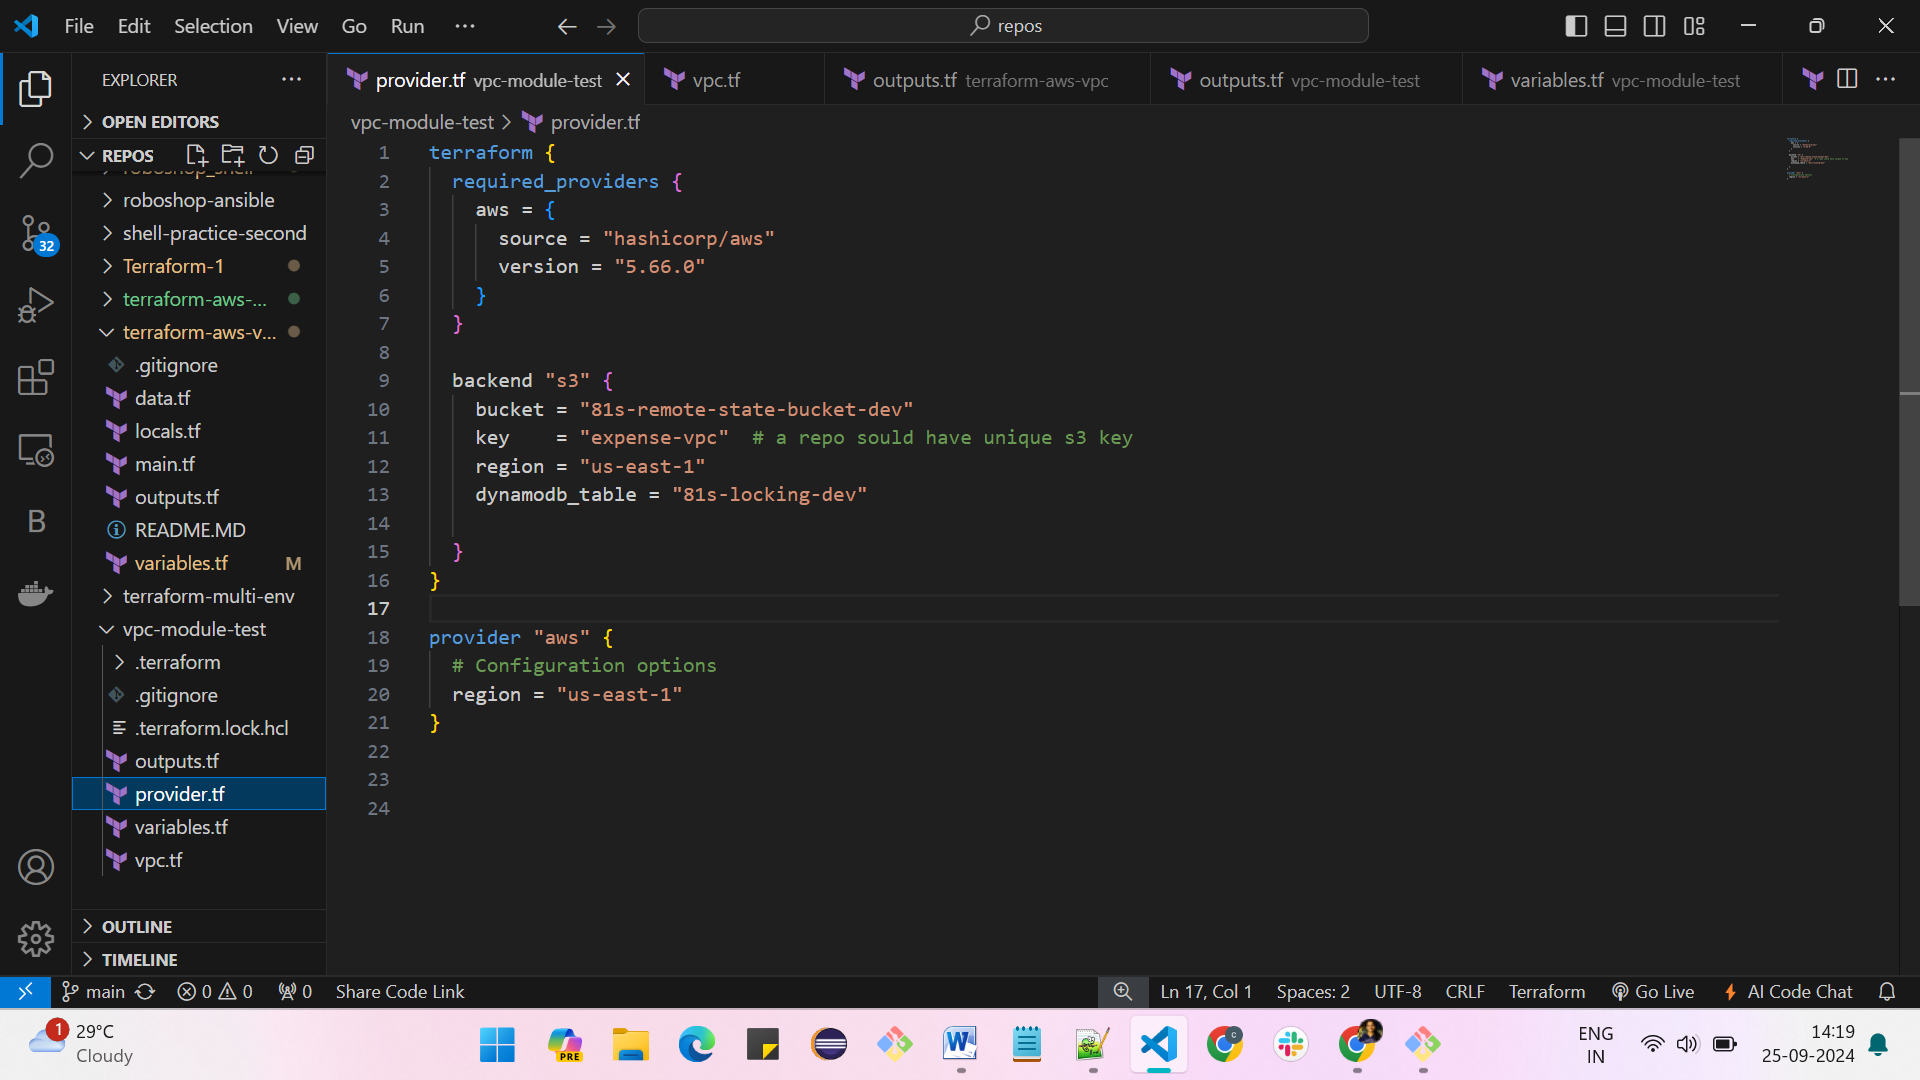 File Edit Selection View Go Run ···
repos
EXPLORER
OPEN EDITORS
REPOS
roboshop_shell
roboshop-ansible
shell-practice-second
Terraform-1
terraform-aws-...
terraform-aws-v...
.gitignore
data.tf
locals.tf
main.tf
outputs.tf
README.MD
variables.tf M
terraform-multi-env
vpc-module-test
.terraform
.gitignore
.terraform.lock.hcl
outputs.tf
provider.tf
variables.tf
vpc.tf
OUTLINE
TIMELINE
32
B
provider.tf vpc-module-test
vpc.tf
outputs.tf terraform-aws-vpc
outputs.tf vpc-module-test
variables.tf vpc-module-test
vpc-module-test > provider.tf
1 terraform {
2 required_providers {
3 aws = {
4 source = "hashicorp/aws"
5 version = "5.66.0"
6 }
7 }
8
9 backend "s3" {
10 bucket = "81s-remote-state-bucket-dev"
11 key = "expense-vpc" # a repo sould have unique s3 key
12 region = "us-east-1"
13 dynamodb_table = "81s-locking-dev"
14
15 }
16 }
17
18 provider "aws" {
19 # Configuration options
20 region = "us-east-1"
21 }
22
23
24
main 0 0 0 Share Code Link Ln 17, Col 1 Spaces: 2 UTF-8 CRLF Terraform Go Live AI Code Chat
1 29°C
Cloudy
PRE
ENG
IN
14:19
25-09-2024